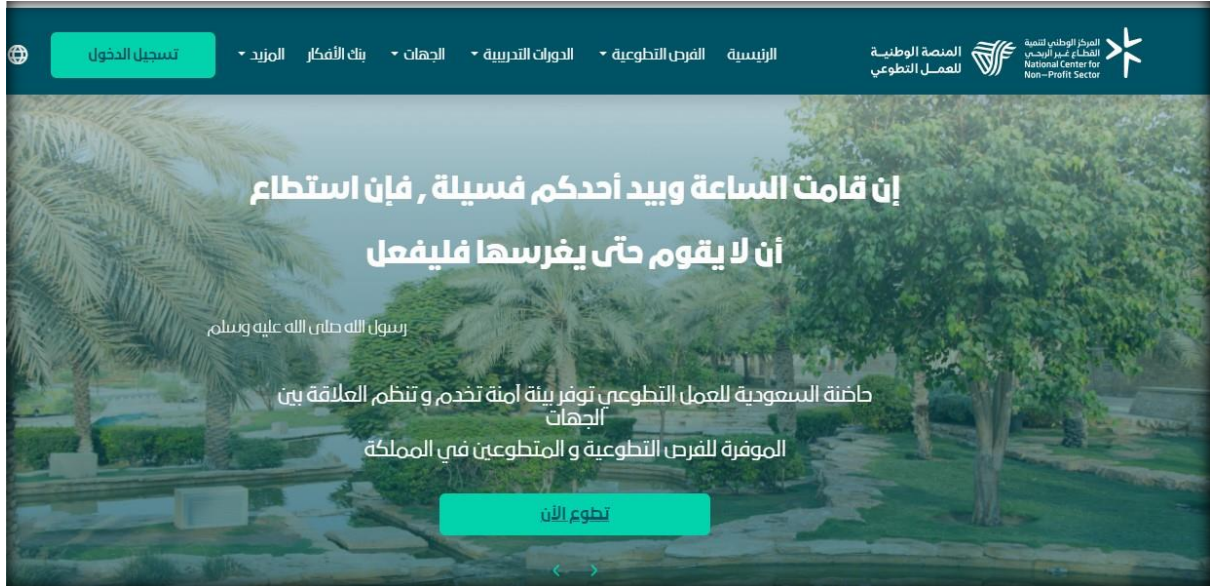 المركز الوطني لتنمية
القطاع غير الربحي
National Center for
Non-Profit Sector
المنصة الوطنية
للعمل التطوعي
الرئيسية
الفرص التطوعية
الدورات التدريبية
الجهات
بنك الأفكار
المزيد
تسجيل الدخول
إن قامت الساعة وبيد أحدكم فسيلة , فإن استطاع
أن لا يقوم حتى يغرسها فليفعل
رسول الله صلى الله عليه وسلم
حاضنة السعودية للعمل التطوعي توفر بيئة آمنة تخدم و تنظم العلاقة بين
الجهات
الموفرة للفرص التطوعية و المتطوعين في المملكة
تطوع الآن